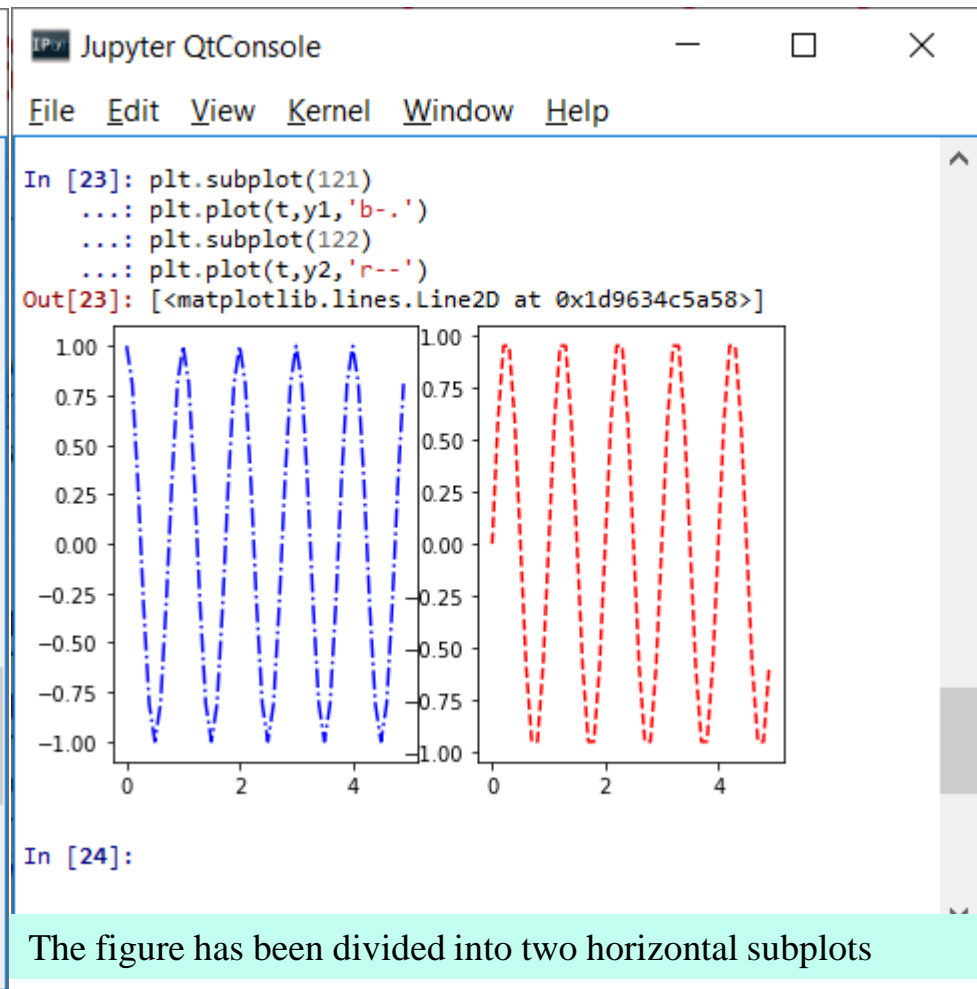 IP[y] Jupyter QtConsole
File Edit View Kernel Window Help
In [23]: plt.subplot(121)
...: plt.plot(t,y1,'b-.')
...: plt.subplot(122)
...: plt.plot(t,y2,'r--')
Out[23]: [<matplotlib.lines.Line2D at 0x1d9634c5a58>]
1.00
0.75
0.50
0.25
0.00
−0.25
−0.50
−0.75
−1.00
0 2 4
1.00
0.75
0.50
0.25
0.00
−0.25
−0.50
−0.75
−1.00
0 2 4
In [24]:
The figure has been divided into two horizontal subplots